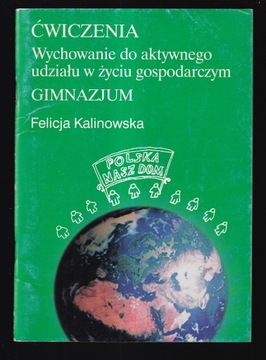 ĆWICZENIA
Wychowanie do aktywnego
udziału w życiu gospodarczym
GIMNAZJUM
Felicja Kalinowska
POLSKA
NASZ DOM